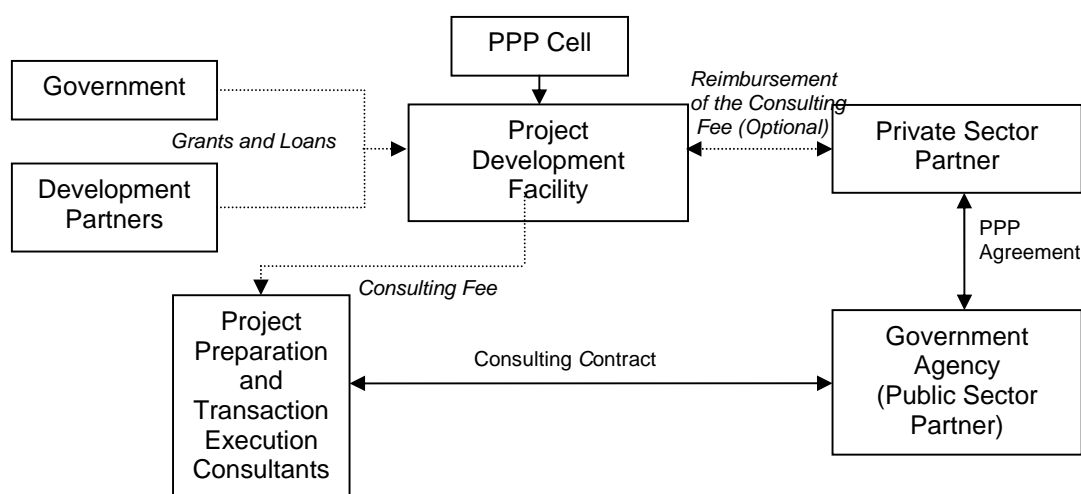 PPP Cell
Government
Reimbursement
of the Consulting
Fee (Optional)
Grants and Loans
Project
Development
Facility
Private Sector
Partner
Development
Partners
PPP
Agreement
Consulting Fee
Project
Preparation
and
Transaction
Execution
Consultants
Consulting Contract
Government
Agency
(Public Sector
Partner)